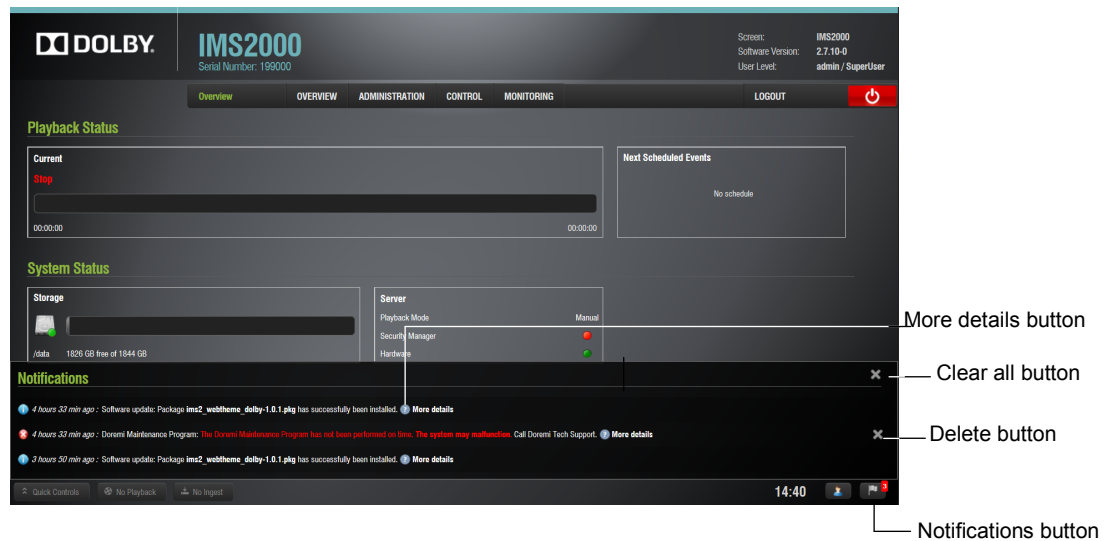 DOLBY.
IMS2000
Serial Number: 199000
Screen: IMS2000
Software Version: 2.7.10-0
User Level: admin / SuperUser
Overview OVERVIEW ADMINISTRATION CONTROL MONITORING LOGOUT
Playback Status
Current
Stop
00:00:00 00:00:00
Next Scheduled Events
No schedule
System Status
Storage
/data 1826 GB free of 1844 GB
Server
Playback Mode Manual
Security Manager
Hardware
More details button
Notifications
Clear all button
4 hours 33 min ago : Software update: Package ims2_webtheme_dolby-1.0.1.pkg has successfully been installed. ? More details
4 hours 33 min ago : Doremi Maintenance Program: The Doremi Maintenance Program has not been performed on time. The system may malfunction. Call Doremi Tech Support. ? More details
Delete button
3 hours 50 min ago : Software update: Package ims2_webtheme_dolby-1.0.1.pkg has successfully been installed. ? More details
Quick Controls No Playback No Ingest 14:40 3
Notifications button